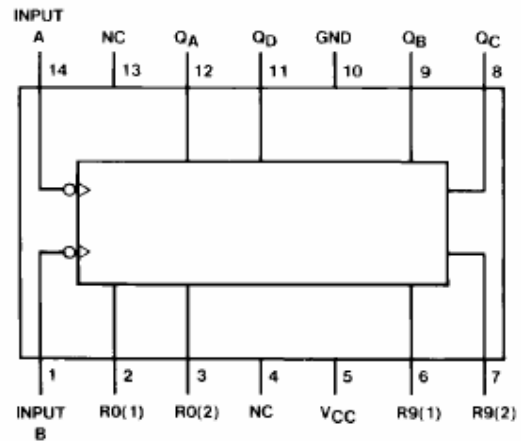 INPUT
A NC QA QD GND QB QC
14 13 12 11 10 9 8
1 2 3 4 5 6 7
INPUT R0(1) R0(2) NC VCC R9(1) R9(2)
B